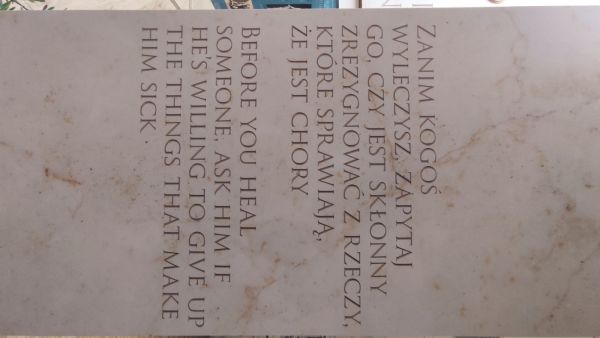 ZANIM KOGOŚ
WYLECZYSZ, ZAPYTAJ
GO, CZY JEST SKŁONNY
ZREZYGNOWAĆ Z RZECZY,
KTÓRE SPRAWIAJĄ,
ŻE JEST CHORY
BEFORE YOU HEAL
SOMEONE, ASK HIM IF
HE'S WILLING TO GIVE UP
THE THINGS THAT MAKE
HIM SICK